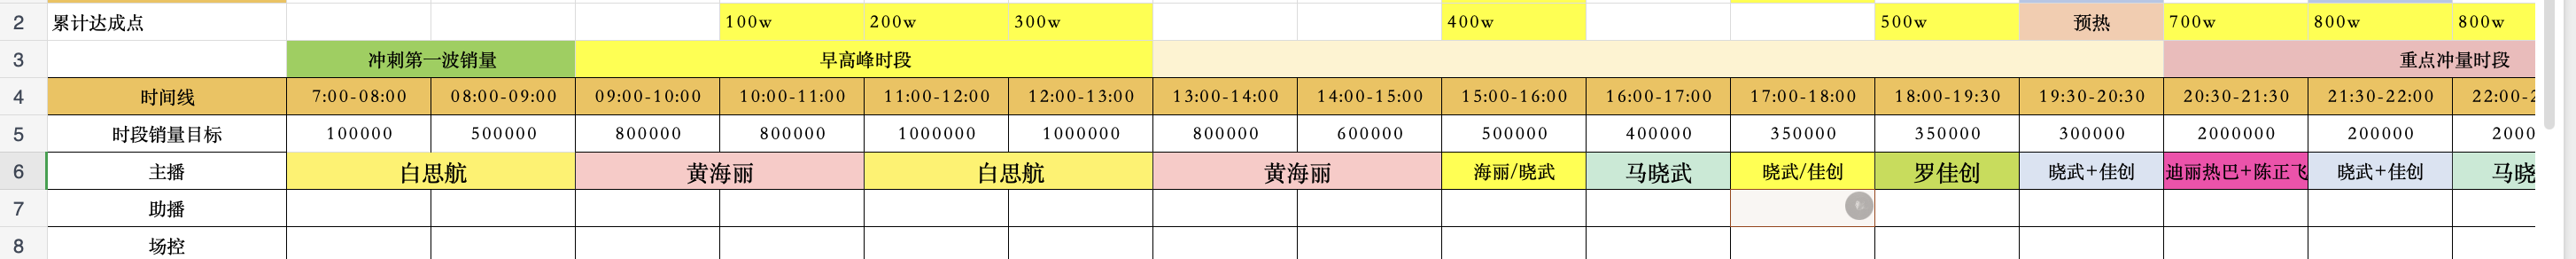 2 累计达成点 100w 200w 300w 400w 500w 预热 700w 800w 800w
3 冲刺第一波销量 早高峰时段 重点冲量时段
4 时间线 7:00-08:00 08:00-09:00 09:00-10:00 10:00-11:00 11:00-12:00 12:00-13:00 13:00-14:00 14:00-15:00 15:00-16:00 16:00-17:00 17:00-18:00 18:00-19:30 19:30-20:30 20:30-21:30 21:30-22:00 22:00-2
5 时段销量目标 100000 500000 800000 800000 1000000 1000000 800000 600000 500000 400000 350000 350000 300000 2000000 200000 2000
6 主播 白思航 黄海丽 白思航 黄海丽 海丽/晓武 马晓武 晓武/佳创 罗佳创 晓武+佳创 迪丽热巴+陈正飞 晓武+佳创 马晓
7 助播
8 场控